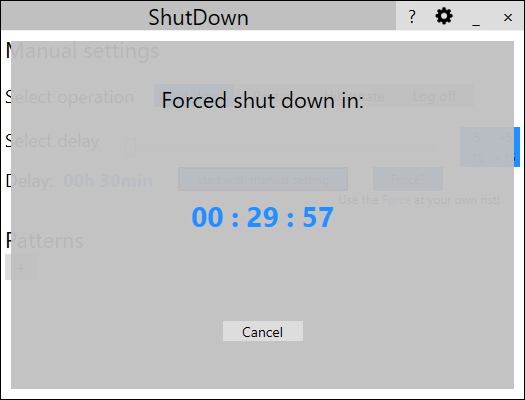 ShutDown ? _ ×
Manual settings
Forced shut down in:
Select operation Log off
Select delay
Delay: 00h 30min
Use the Force at your own risk!
00 : 29 : 57
Patterns
+
Cancel